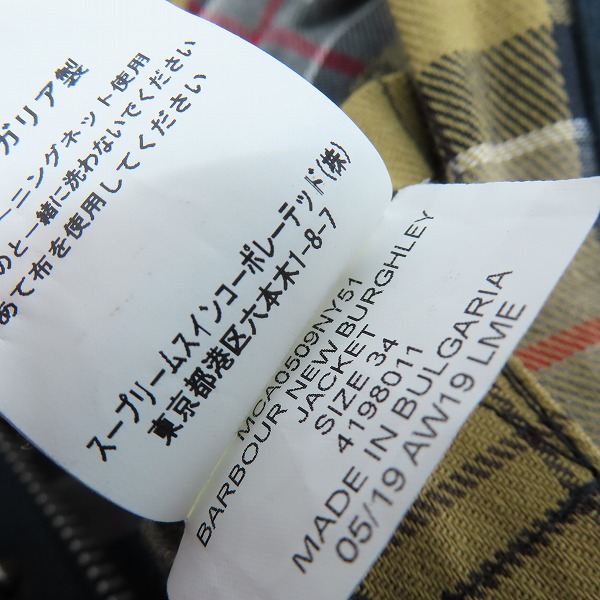 ガリア製
ーニングネット使用
のと一緒に洗わないでください
あて布を使用してください
スープリームスインコーポレーテッド(株)
東京都港区六本木1-8-7
MCA0509NY51
BARBOUR NEW BURGHLEY
JACKET
SIZE 34
4198011
MADE IN BULGARIA
05/19 AW19 LME